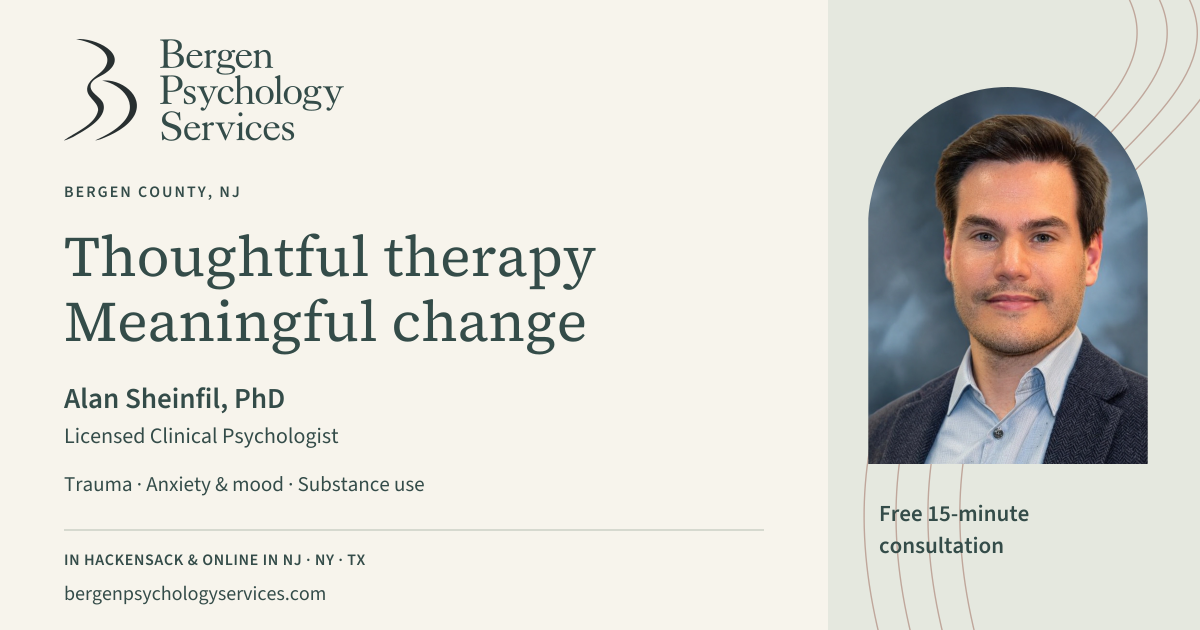 Bergen
Psychology
Services
BERGEN COUNTY, NJ
Thoughtful therapy
Meaningful change
Alan Sheinfil, PhD
Licensed Clinical Psychologist
Trauma · Anxiety & mood · Substance use
IN HACKENSACK & ONLINE IN NJ · NY · TX
bergenpsychologyservices.com
Free 15-minute
consultation